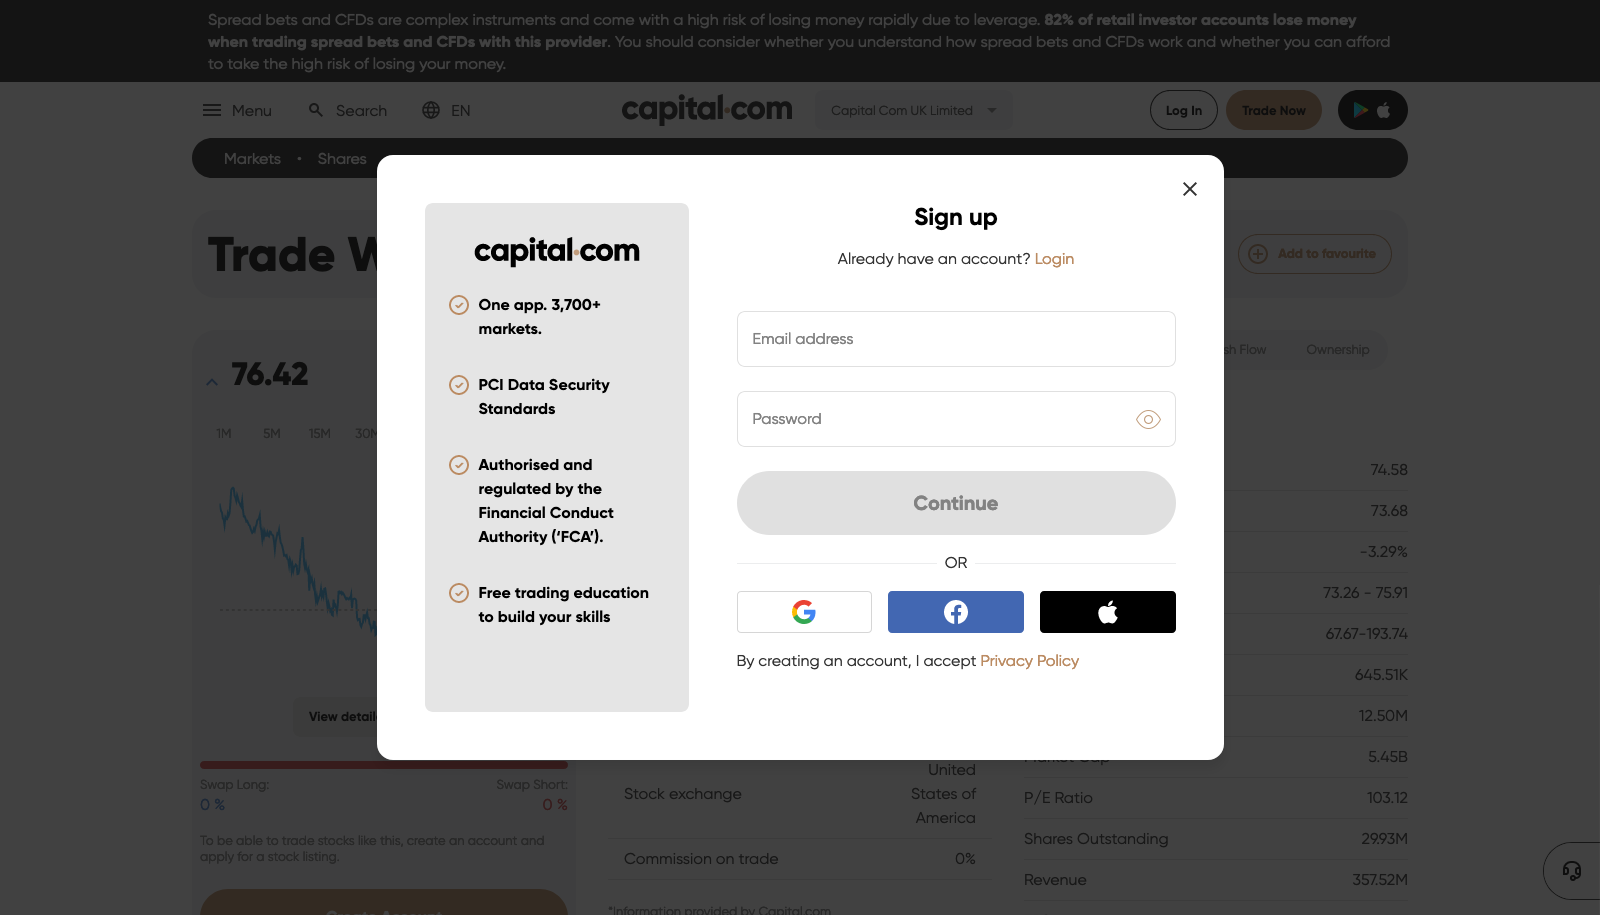 Spread bets and CFDs are complex instruments and come with a high risk of losing money rapidly due to leverage. 82% of retail investor accounts lose money
when trading spread bets and CFDs with this provider. You should consider whether you understand how spread bets and CFDs work and whether you can afford
to take the high risk of losing your money.
Menu Search EN capital.com Capital Com UK Limited Log In Trade Now
Markets • Shares
Trade
Add to favourite
76.42
1M 5M 15M 30M
Flow Ownership
capital.com
One app. 3,700+
markets.
PCI Data Security
Standards
Authorised and
regulated by the
Financial Conduct
Authority (‘FCA’).
Free trading education
to build your skills
Sign up
Already have an account? Login
Email address
Password
Continue
OR
By creating an account, I accept Privacy Policy
74.58
73.68
-3.29%
73.26 - 75.91
67.67-193.74
645.51K
12.50M
5.45B
View details
Swap Long: Swap Short:
0 % 0 %
To be able to trade stocks like this, create an account and
apply for a stock listing.
Stock exchange United
States of
America
Commission on trade 0%
*Information provided by Capital.com
P/E Ratio 103.12
Shares Outstanding 29.93M
Revenue 357.52M